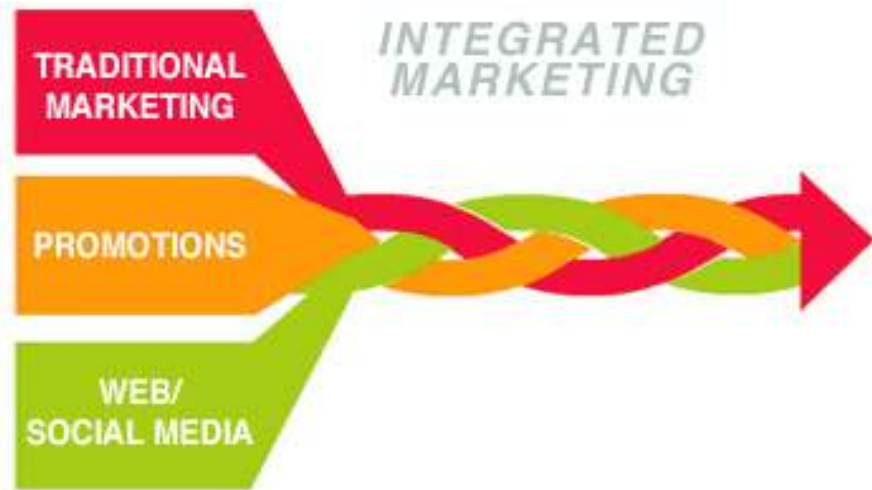 INTEGRATED
MARKETING
TRADITIONAL
MARKETING
PROMOTIONS
WEB/
SOCIAL MEDIA